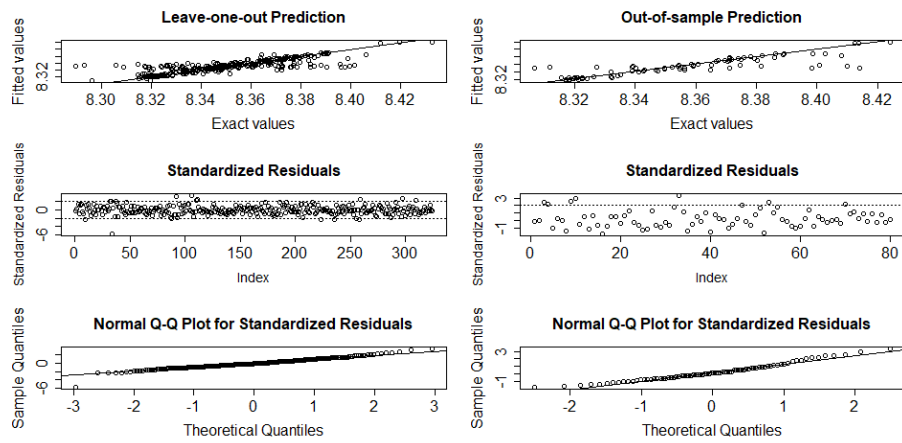 Leave-one-out Prediction
Fitted values
8.32
8.30 8.32 8.34 8.36 8.38 8.40 8.42
Exact values
Out-of-sample Prediction
Fitted values
8.32
8.32 8.34 8.36 8.38 8.40 8.42
Exact values
Standardized Residuals
Standardized Residuals
0
-6
0 50 100 150 200 250 300
Index
Standardized Residuals
Standardized Residuals
3
-1
0 20 40 60 80
Index
Normal Q-Q Plot for Standardized Residuals
Sample Quantiles
0
-6
-3 -2 -1 0 1 2 3
Theoretical Quantiles
Normal Q-Q Plot for Standardized Residuals
Sample Quantiles
3
-1
-2 -1 0 1 2
Theoretical Quantiles